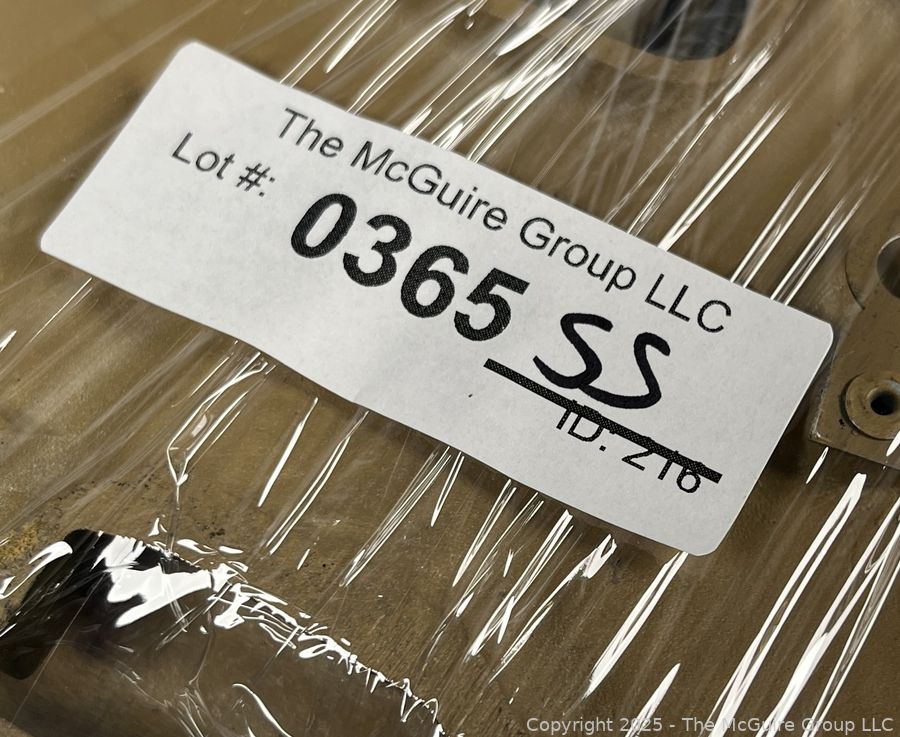 The McGuire Group LLC
Lot #: 0365 SS
ID: 216
Copyright 2025 - The McGuire Group LLC